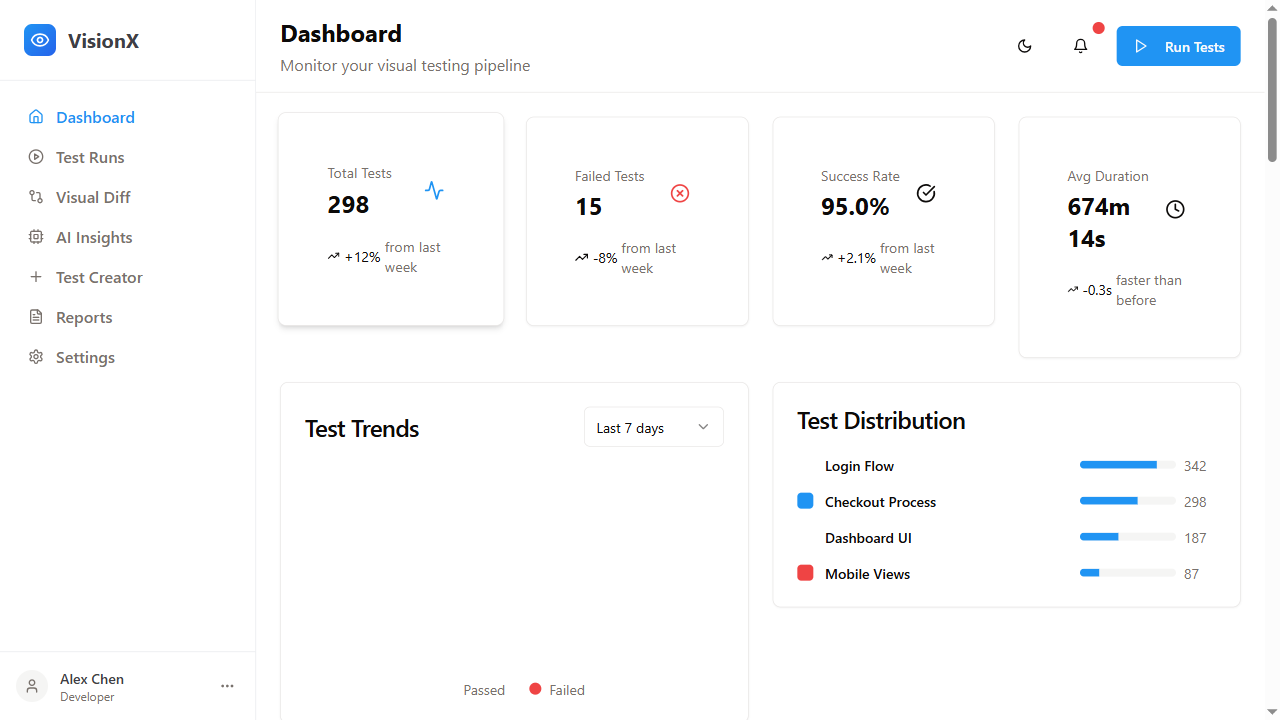 VisionX
Dashboard
Test Runs
Visual Diff
AI Insights
Test Creator
Reports
Settings
Alex Chen
Developer
Dashboard
Monitor your visual testing pipeline
Run Tests
Total Tests
298
+12% from last
week
Failed Tests
15
-8% from last
week
Success Rate
95.0%
+2.1% from last
week
Avg Duration
674m
14s
-0.3s faster than
before
Test Trends
Last 7 days
Passed
Failed
Test Distribution
Login Flow 342
Checkout Process 298
Dashboard UI 187
Mobile Views 87